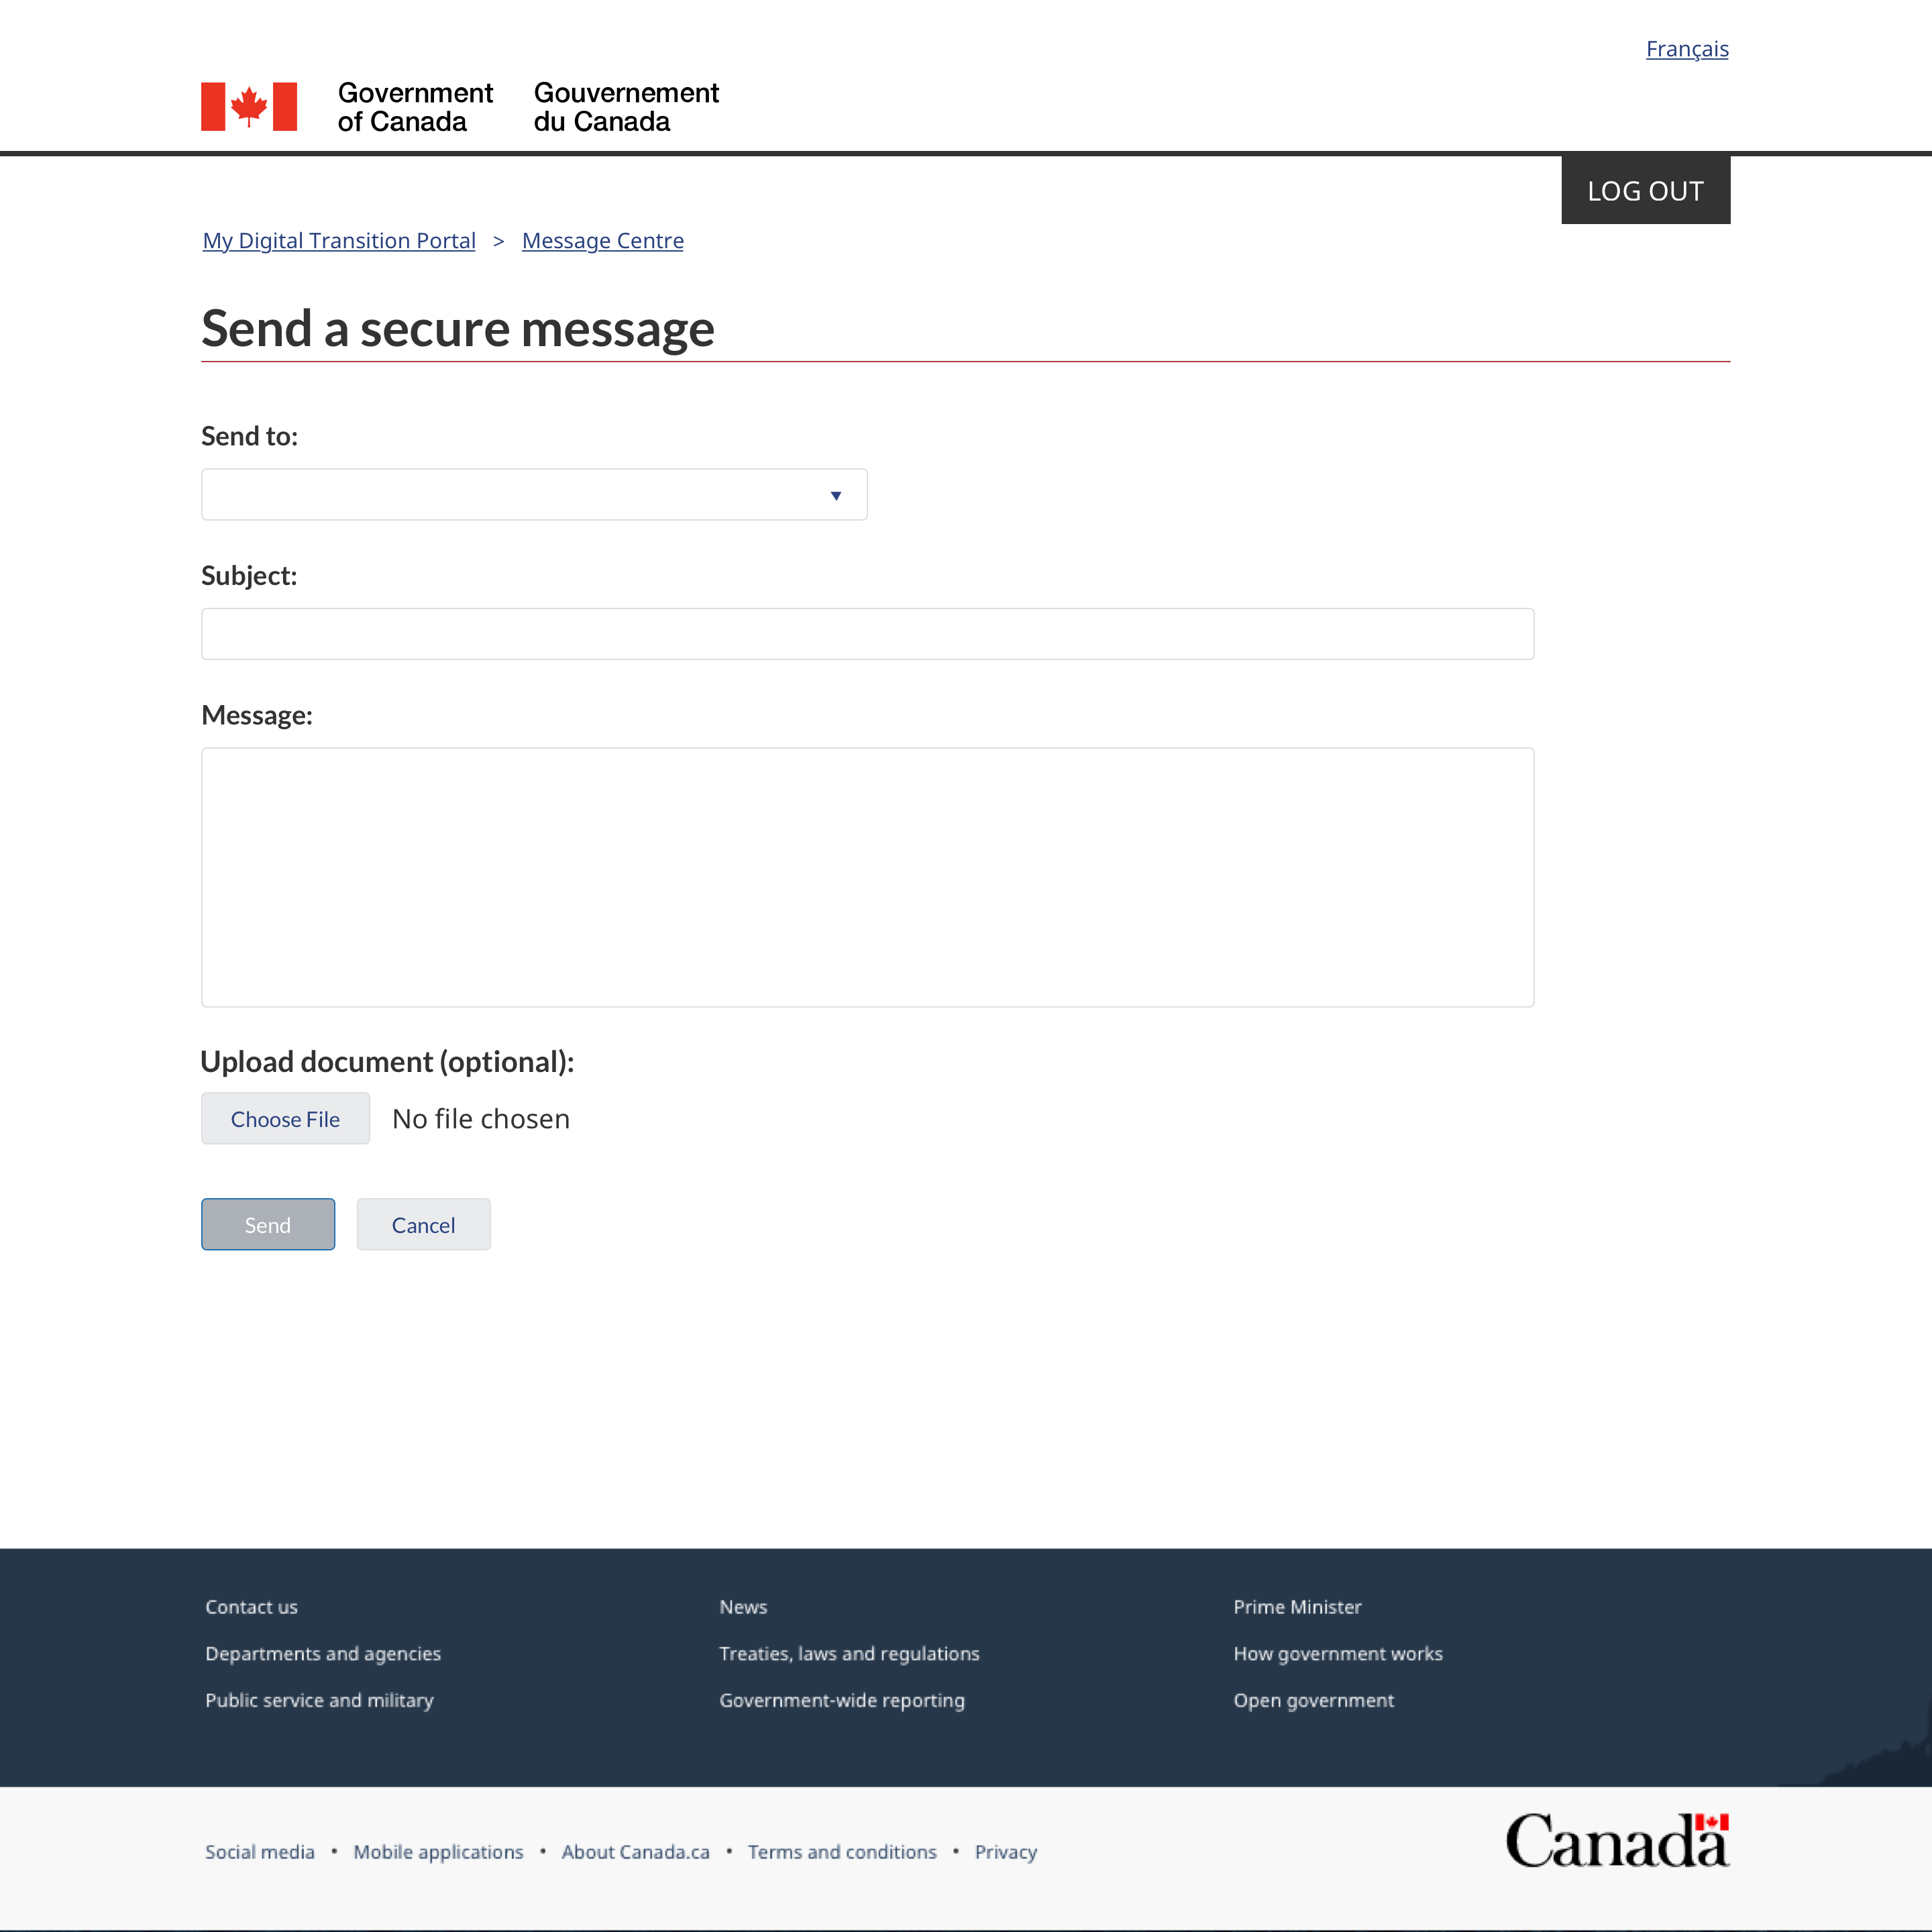 Français
Government of Canada
Gouvernement du Canada
LOG OUT
My Digital Transition Portal > Message Centre
Send a secure message
Send to:
Subject:
Message:
Upload document (optional):
Choose File No file chosen
Send Cancel
Contact us News Prime Minister
Departments and agencies Treaties, laws and regulations How government works
Public service and military Government-wide reporting Open government
Social media • Mobile applications • About Canada.ca • Terms and conditions • Privacy
Canada